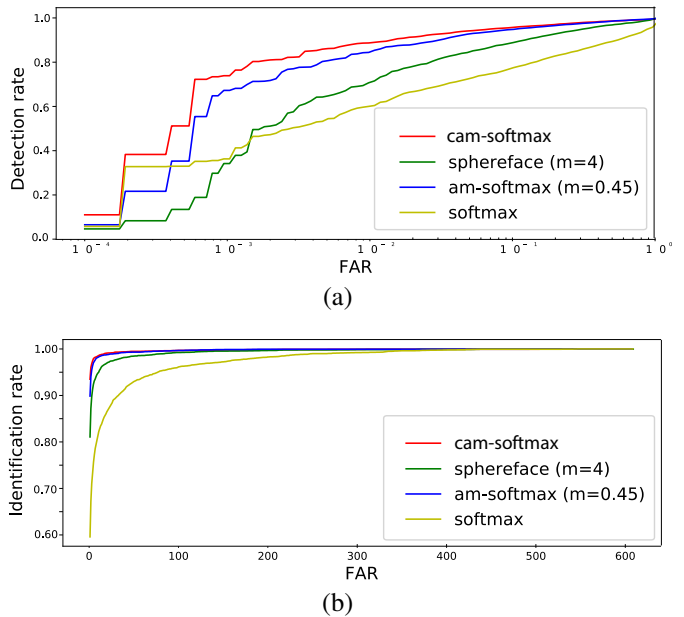 1.0
0.8
0.6
0.4
0.2
0.0
Detection rate
cam-softmax
sphereface (m=4)
am-softmax (m=0.45)
softmax
10⁻⁴
10⁻³
10⁻²
10⁻¹
10⁰
FAR
(a)
1.00
0.90
0.80
0.70
0.60
Identification rate
cam-softmax
sphereface (m=4)
am-softmax (m=0.45)
softmax
0
100
200
300
400
500
600
FAR
(b)